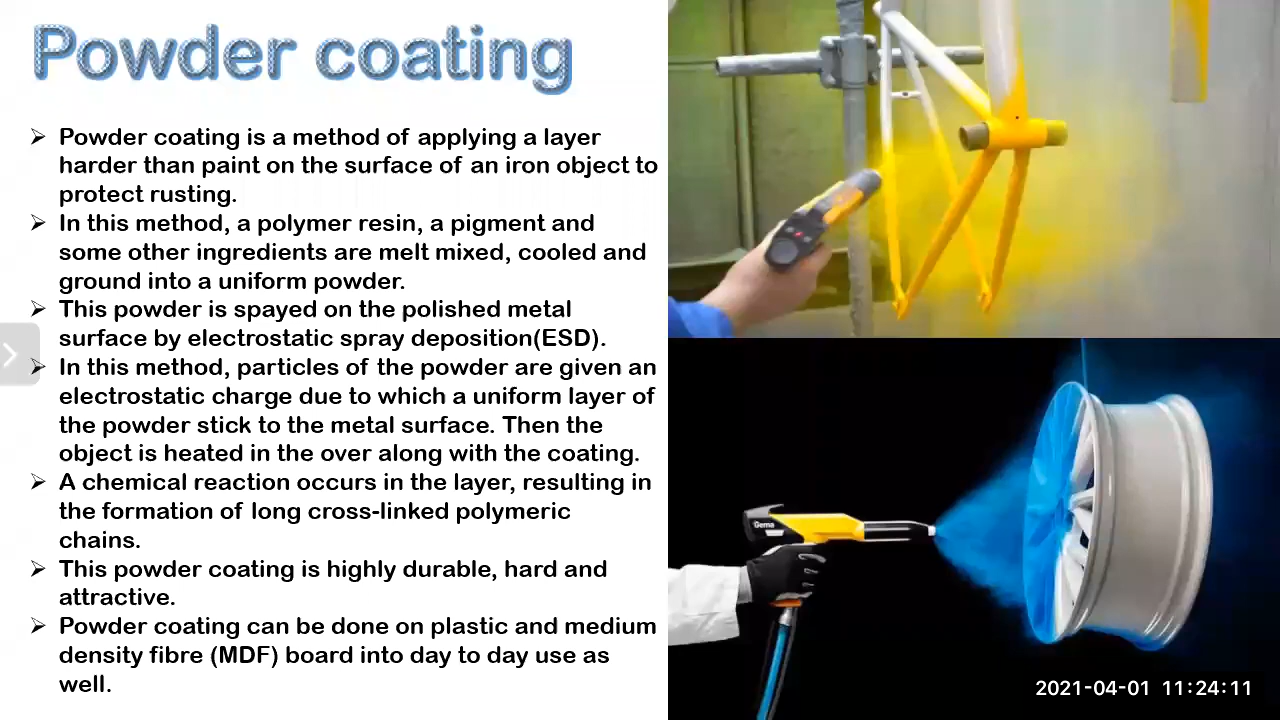 Powder coating
➢ Powder coating is a method of applying a layer
harder than paint on the surface of an iron object to
protect rusting.
➢ In this method, a polymer resin, a pigment and
some other ingredients are melt mixed, cooled and
ground into a uniform powder.
➢ This powder is spayed on the polished metal
surface by electrostatic spray deposition(ESD).
➢ In this method, particles of the powder are given an
electrostatic charge due to which a uniform layer of
the powder stick to the metal surface. Then the
object is heated in the over along with the coating.
➢ A chemical reaction occurs in the layer, resulting in
the formation of long cross-linked polymeric
chains.
➢ This powder coating is highly durable, hard and
attractive.
➢ Powder coating can be done on plastic and medium
density fibre (MDF) board into day to day use as
well.
Gema
2021-04-01 11:24:11